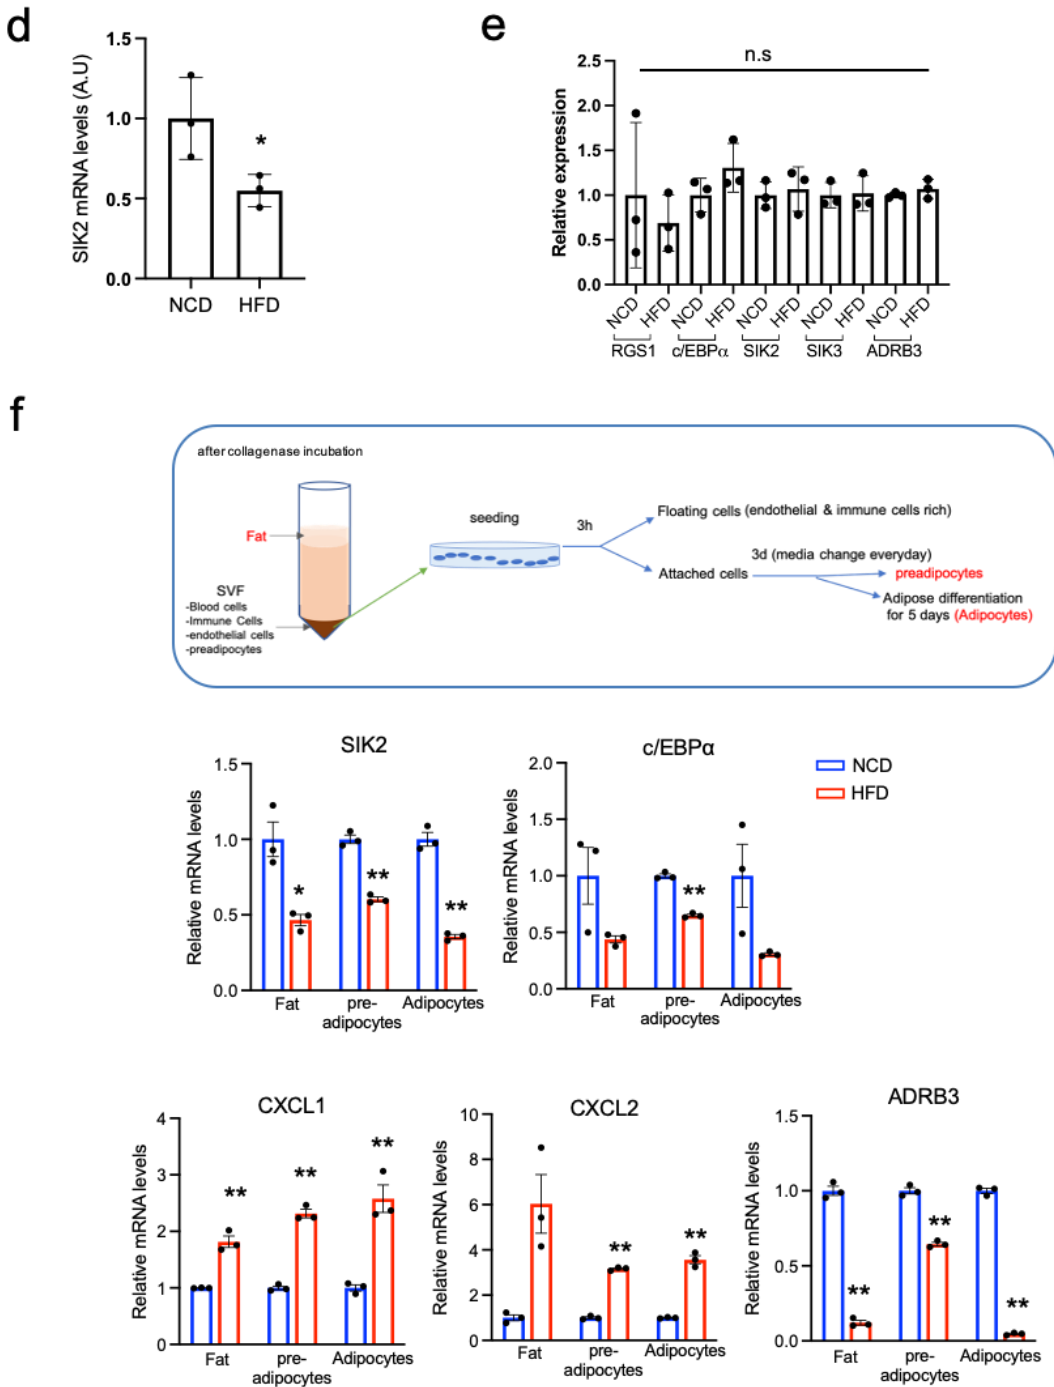 d
SIK2 mRNA levels (A.U)
1.5
1.0
0.5
0.0
*
NCD HFD
e
n.s
Relative expression
2.5
2.0
1.5
1.0
0.5
0.0
NCD HFD NCD HFD NCD HFD NCD HFD NCD HFD
RGS1 c/EBPα SIK2 SIK3 ADRB3
f
after collagenase incubation
Fat
SVF
-Blood cells
-Immune Cells
-endothelial cells
-preadipocytes
seeding
3h
Floating cells (endothelial & immune cells rich)
3d (media change everyday)
Attached cells
preadipocytes
Adipose differentiation
for 5 days (Adipocytes)
SIK2
Relative mRNA levels
1.5
1.0
0.5
0.0
* ** **
Fat pre- Adipocytes
adipocytes
c/EBPα
Relative mRNA levels
2.0
1.5
1.0
0.5
0.0
**
Fat pre- Adipocytes
adipocytes
NCD
HFD
CXCL1
Relative mRNA levels
4
3
2
1
0
** ** **
Fat pre- Adipocytes
adipocytes
CXCL2
Relative mRNA levels
10
8
6
4
2
0
** **
Fat pre- Adipocytes
adipocytes
ADRB3
Relative mRNA levels
1.5
1.0
0.5
0.0
** ** **
Fat pre- Adipocytes
adipocytes